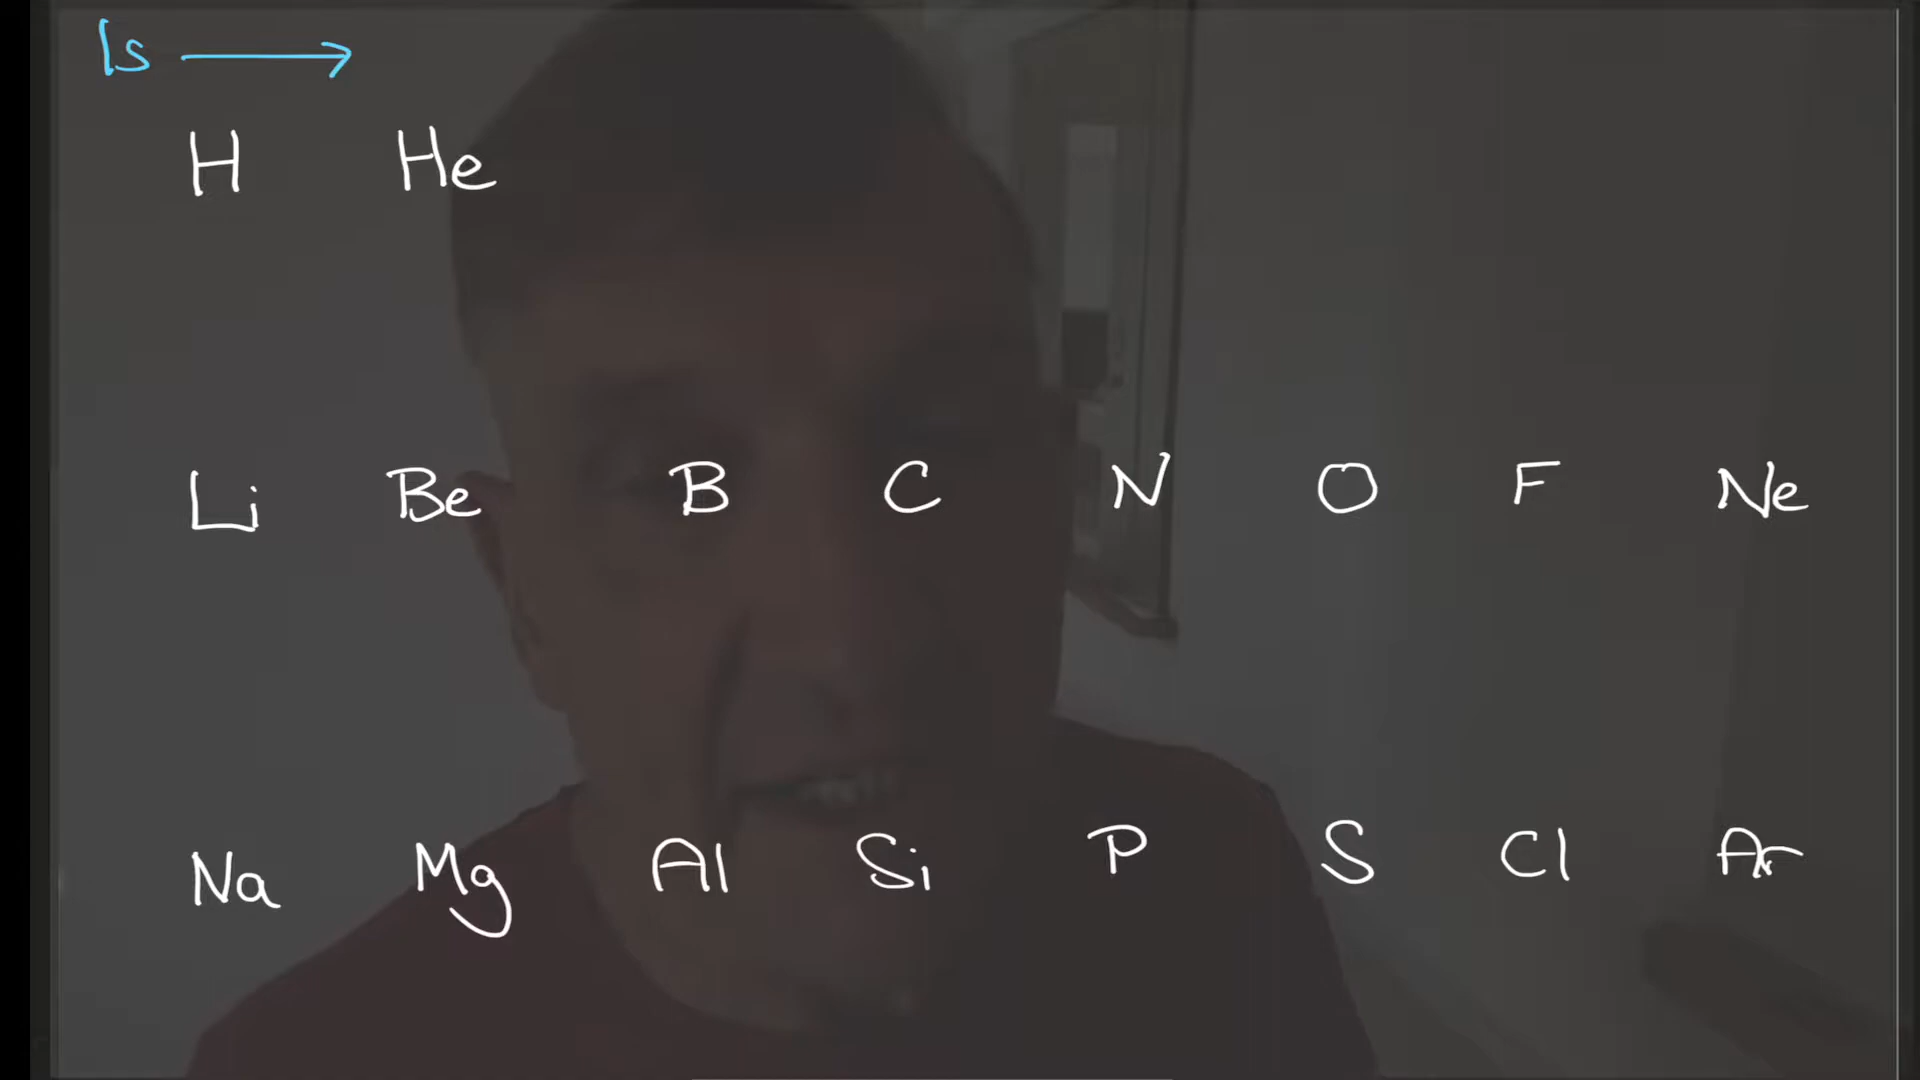 1s →
H He
Li Be B C N O F Ne
Na Mg Al Si P S Cl Ar